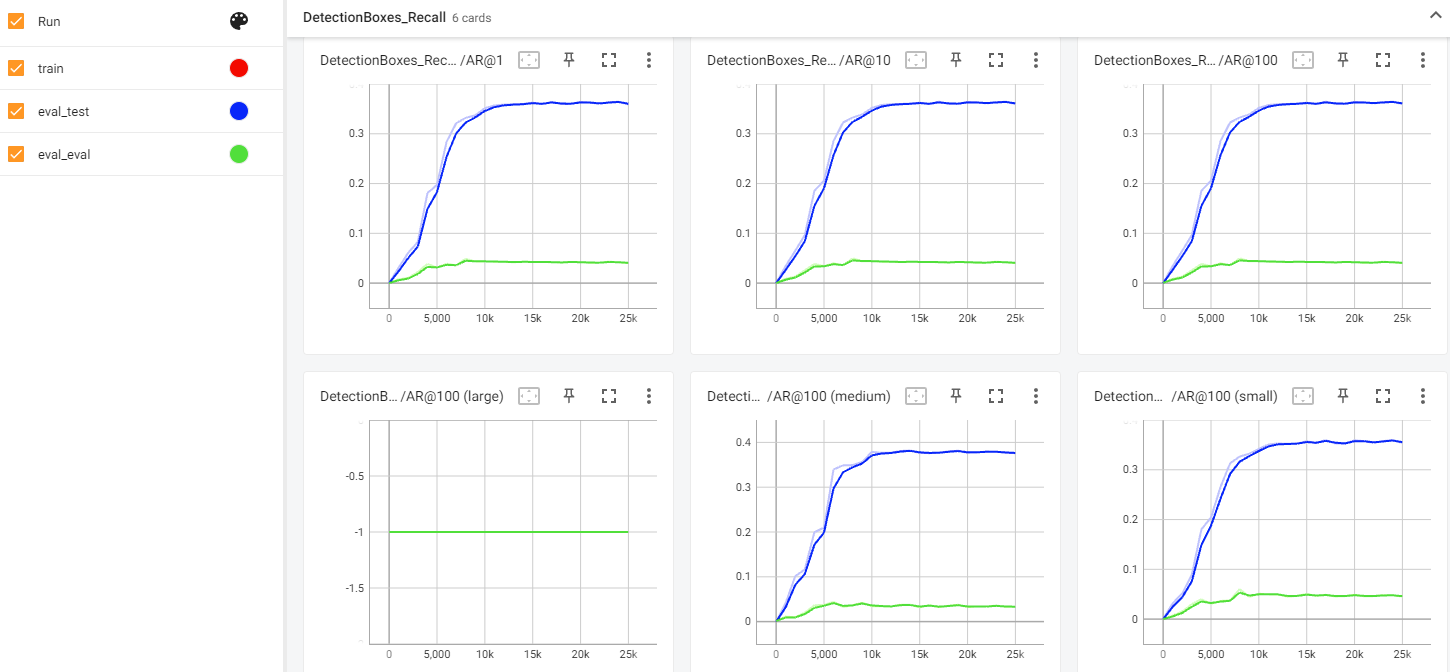 Run
train
eval_test
eval_eval
DetectionBoxes_Recall 6 cards
DetectionBoxes_Rec... /AR@1
0.3
0.2
0.1
0
0 5,000 10k 15k 20k 25k
DetectionBoxes_Re... /AR@10
0.3
0.2
0.1
0
0 5,000 10k 15k 20k 25k
DetectionBoxes_R... /AR@100
0.3
0.2
0.1
0
0 5,000 10k 15k 20k 25k
DetectionB... /AR@100 (large)
-0.5
-1
-1.5
0 5,000 10k 15k 20k 25k
Detecti... /AR@100 (medium)
0.4
0.3
0.2
0.1
0
0 5,000 10k 15k 20k 25k
Detection... /AR@100 (small)
0.3
0.2
0.1
0
0 5,000 10k 15k 20k 25k